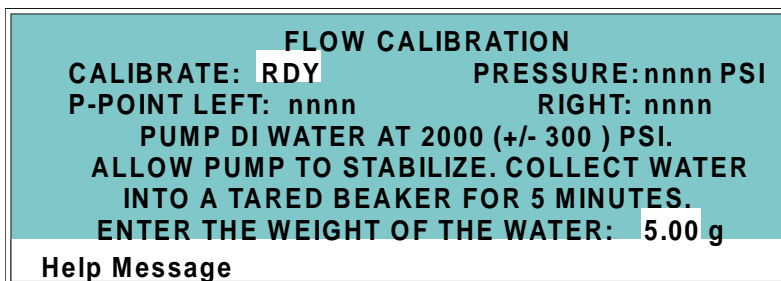 FLOW CALIBRATION
CALIBRATE: RDY PRESSURE: nnnn PSI
P-POINT LEFT: nnnn RIGHT: nnnn
PUMP DI WATER AT 2000 (+/- 300 ) PSI.
ALLOW PUMP TO STABILIZE. COLLECT WATER
INTO A TARED BEAKER FOR 5 MINUTES.
ENTER THE WEIGHT OF THE WATER: 5.00 g
Help Message